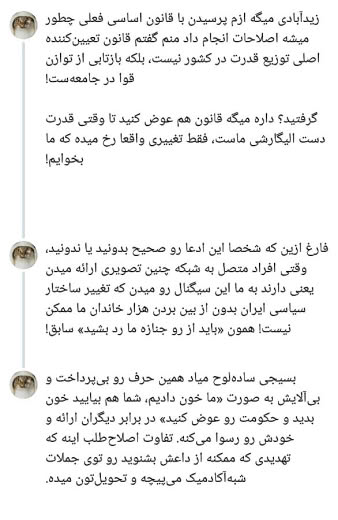 زیدآبادی میگه ازم پرسیدن با قانون اساسی فعلی چطور
میشه اصلاحات انجام داد منم گفتم قانون تعیین‌کننده
اصلی توزیع قدرت در کشور نیست، بلکه بازتابی از توازن
قوا در جامعه‌ست!
گرفتید؟ داره میگه قانون هم عوض کنید تا وقتی قدرت
دست الیگارشی ماست، فقط تغییری واقعا رخ میده که ما
بخوایم!
فارغ ازین که شخصا این ادعا رو صحیح بدونید یا ندونید،
وقتی افراد متصل به شبکه چنین تصویری ارائه میدن
یعنی دارند به ما این سیگنال رو میدن که تغییر ساختار
سیاسی ایران بدون از بین بردن هزار خاندان ما ممکن
نیست! همون «باید از رو جنازه ما رد بشید» سابق!
بسیجی ساده‌لوح میاد همین حرف رو بی‌پرداخت و
بی‌آلایش به صورت «ما خون دادیم، شما هم بیایید خون
بدید و حکومت رو عوض کنید» در برابر دیگران ارائه و
خودش رو رسوا می‌کنه. تفاوت اصلاح‌طلب اینه که
تهدیدی که ممکنه از داعش بشنوید رو توی جملات
شبه‌آکادمیک می‌پیچه و تحویل‌تون میده.